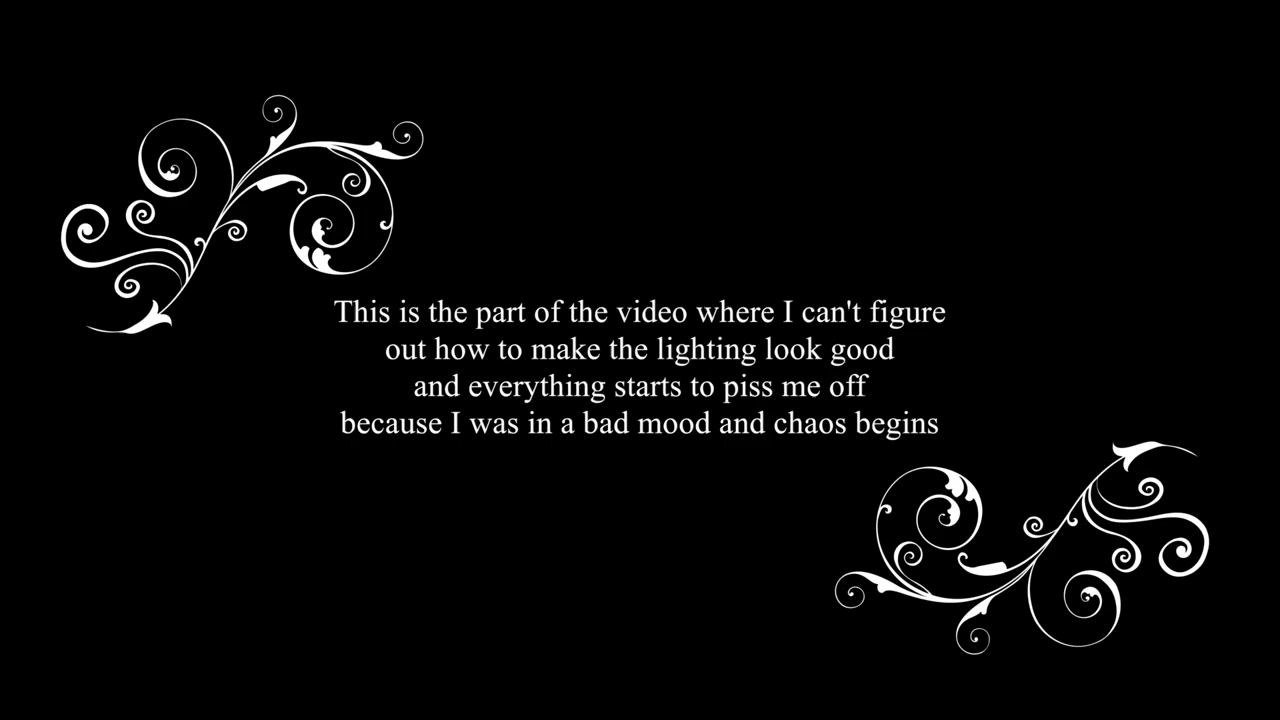 This is the part of the video where I can't figure
out how to make the lighting look good
and everything starts to piss me off
because I was in a bad mood and chaos begins